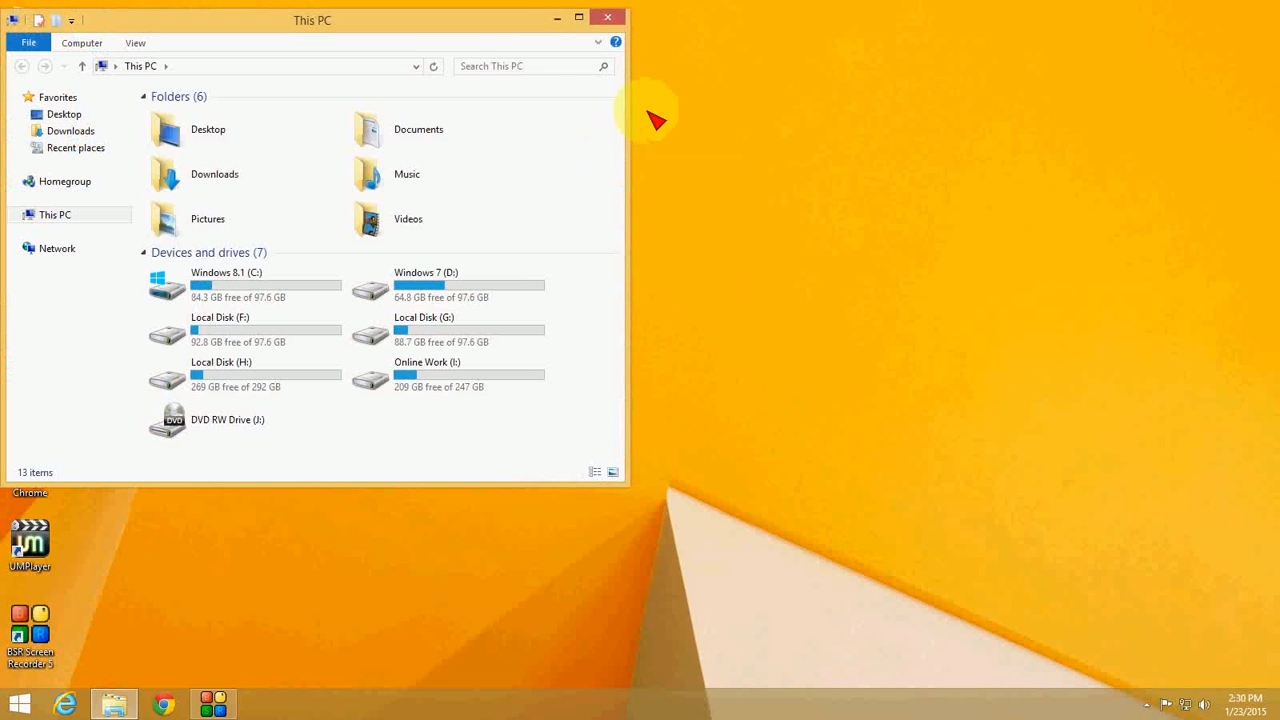 This PC
File Computer View
This PC
Search This PC
Favorites
Desktop
Downloads
Recent places
Homegroup
This PC
Network
Folders (6)
Desktop
Documents
Downloads
Music
Pictures
Videos
Devices and drives (7)
Windows 8.1 (C:)
84.3 GB free of 97.6 GB
Windows 7 (D:)
64.8 GB free of 97.6 GB
Local Disk (F:)
92.8 GB free of 97.6 GB
Local Disk (G:)
88.7 GB free of 97.6 GB
Local Disk (H:)
269 GB free of 292 GB
Online Work (I:)
209 GB free of 247 GB
DVD
DVD RW Drive (J:)
13 items
Chrome
UMPlayer
BSR Screen
Recorder 5
2:30 PM
1/23/2015